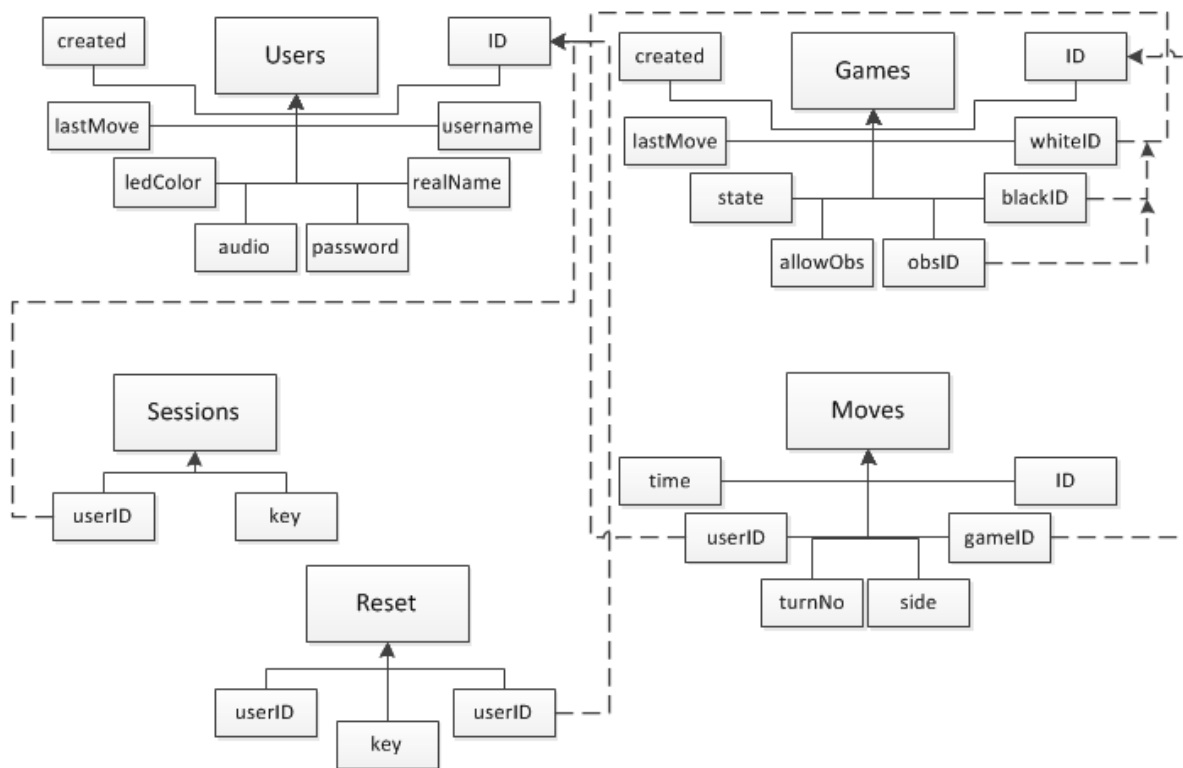 created
Users
ID
lastMove
username
ledColor
realName
audio
password
created
Games
ID
lastMove
whiteID
state
blackID
allowObs
obsID
Sessions
userID
key
Moves
time
ID
userID
gameID
turnNo
side
Reset
userID
key
userID